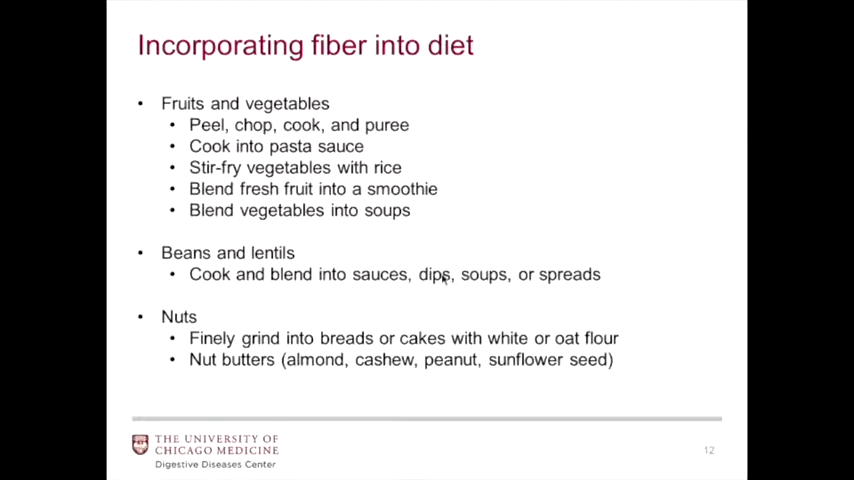 Incorporating fiber into diet
• Fruits and vegetables
• Peel, chop, cook, and puree
• Cook into pasta sauce
• Stir-fry vegetables with rice
• Blend fresh fruit into a smoothie
• Blend vegetables into soups
• Beans and lentils
• Cook and blend into sauces, dips, soups, or spreads
• Nuts
• Finely grind into breads or cakes with white or oat flour
• Nut butters (almond, cashew, peanut, sunflower seed)
THE UNIVERSITY OF
CHICAGO MEDICINE
Digestive Diseases Center
12